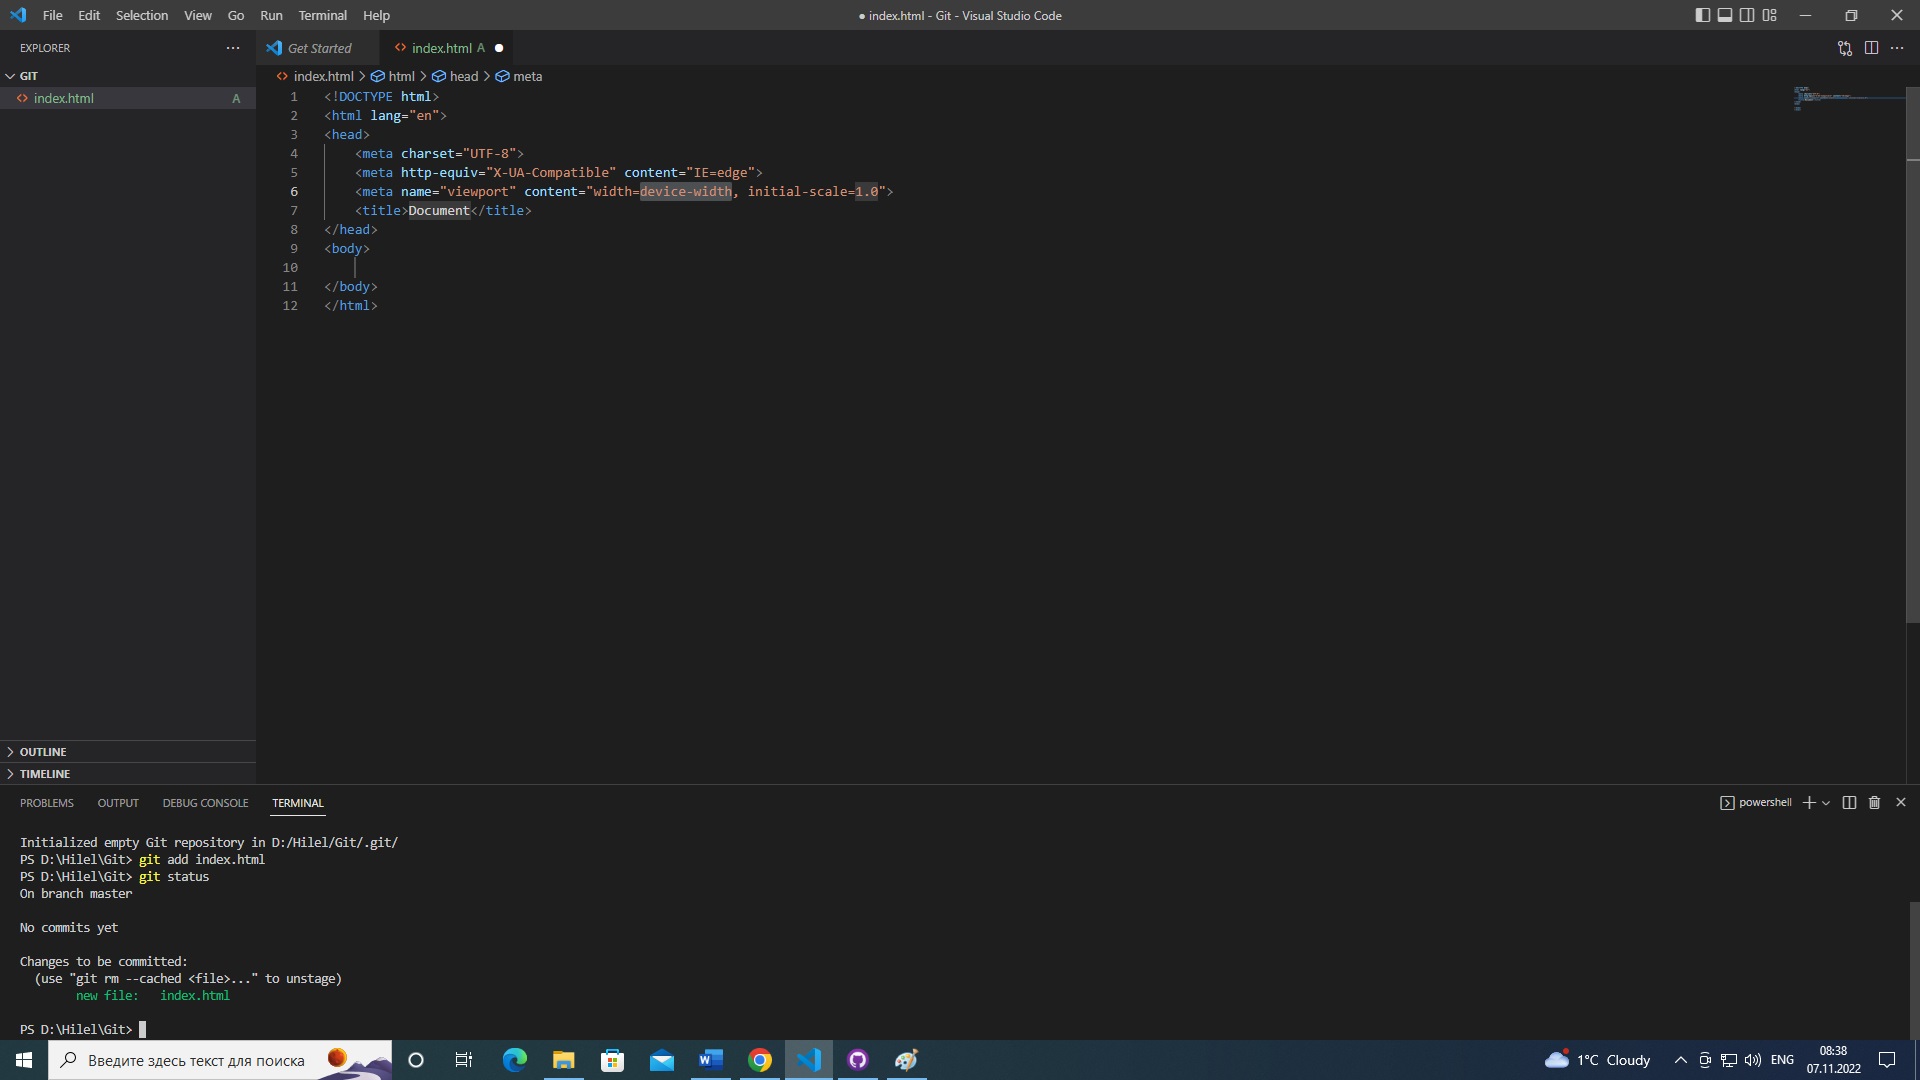 File Edit Selection View Go Run Terminal Help
● index.html - Git - Visual Studio Code
EXPLORER
Get Started
index.html A
GIT
index.html > html > head > meta
index.html A
1 <!DOCTYPE html>
2 <html lang="en">
3 <head>
4 <meta charset="UTF-8">
5 <meta http-equiv="X-UA-Compatible" content="IE=edge">
6 <meta name="viewport" content="width=device-width, initial-scale=1.0">
7 <title>Document</title>
8 </head>
9 <body>
10
11 </body>
12 </html>
OUTLINE
TIMELINE
PROBLEMS OUTPUT DEBUG CONSOLE TERMINAL
powershell
Initialized empty Git repository in D:/Hilel/Git/.git/
PS D:\Hilel\Git> git add index.html
PS D:\Hilel\Git> git status
On branch master
No commits yet
Changes to be committed:
(use "git rm --cached <file>..." to unstage)
new file: index.html
PS D:\Hilel\Git>
Введите здесь текст для поиска
1°C Cloudy
ENG
08:38
07.11.2022